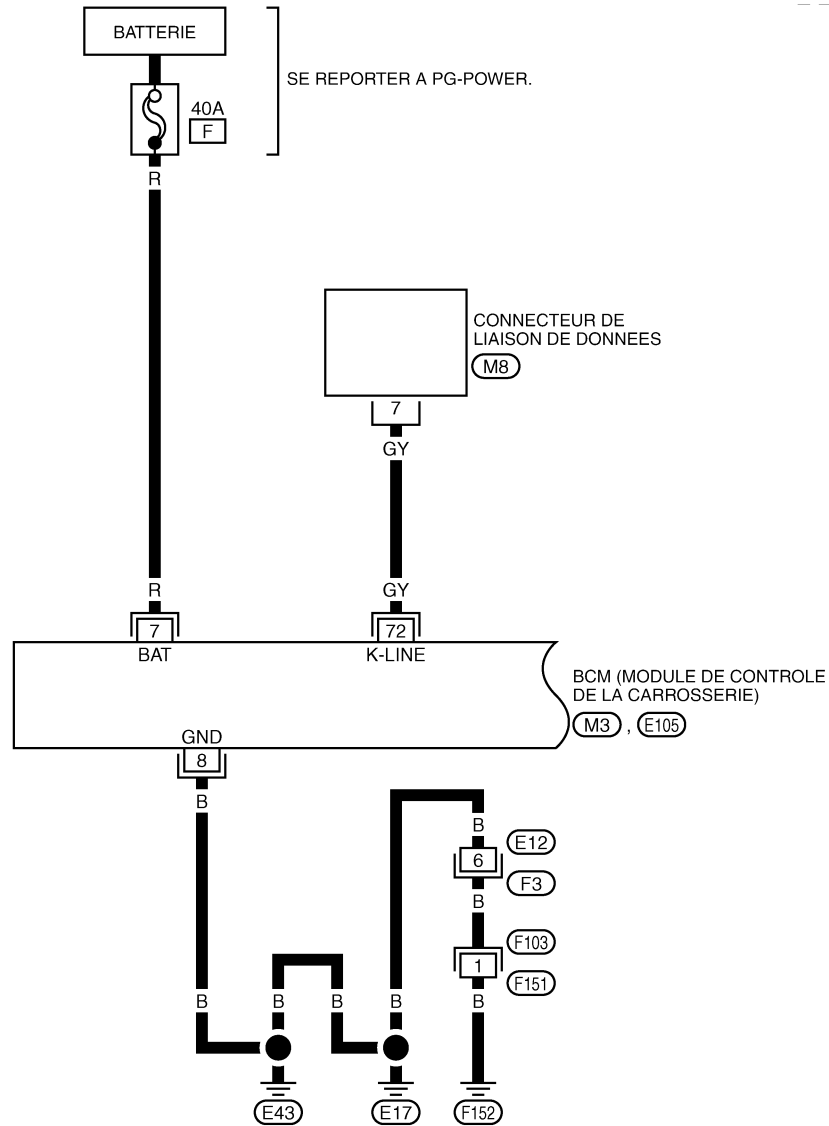 BATTERIE
SE REPORTER A PG-POWER.
40A
F
R
CONNECTEUR DE
LIAISON DE DONNEES
M8
7
GY
R
GY
7
72
BAT
K-LINE
BCM (MODULE DE CONTROLE
DE LA CARROSSERIE)
M3 , E105
GND
8
B
B
E12
6
F3
B
F103
1
F151
B
B
B
B
B
E43
E17
F152